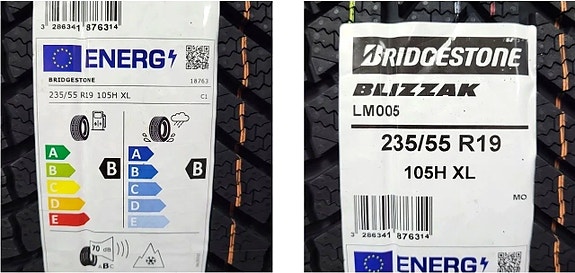 3 286341 876314
ENERG
BRIDGESTONE 18763
235/55 R19 105H XL C1
A
B
C
D
E
B
A
B
C
D
E
B
70 dB
ABC
BRIDGESTONE
BLIZZAK
LM005
235/55 R19
105H XL
MO
3 286341 876314
ENERG